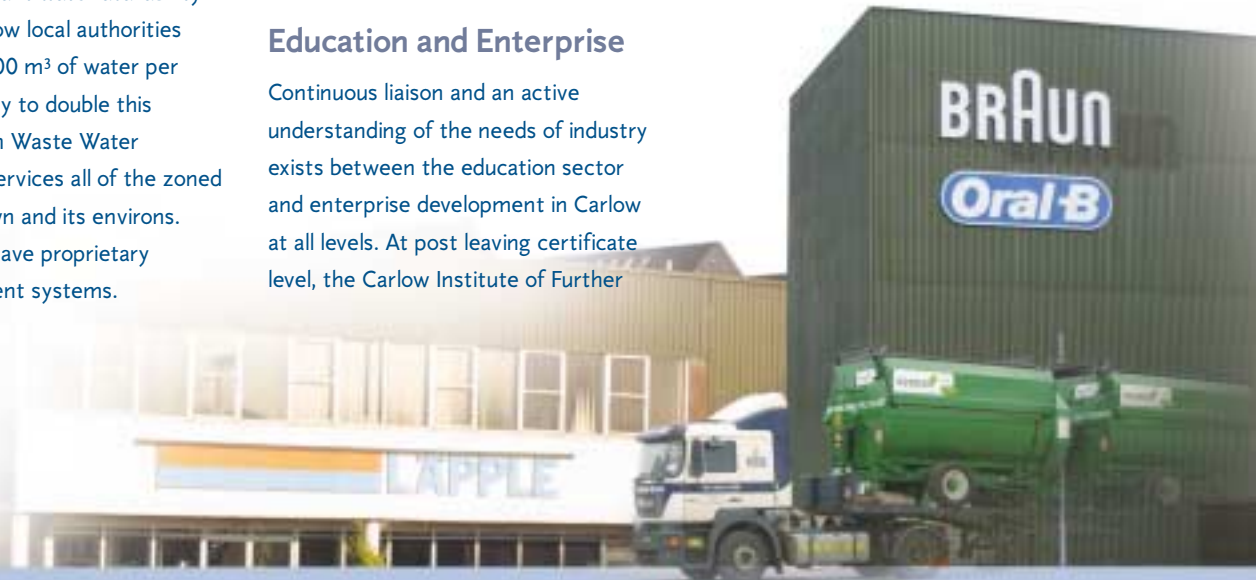 ow local authorities
00 m³ of water per
y to double this
n Waste Water
ervices all of the zoned
wn and its environs.
ave proprietary
ent systems.
Education and Enterprise
Continuous liaison and an active
understanding of the needs of industry
exists between the education sector
and enterprise development in Carlow
at all levels. At post leaving certificate
level, the Carlow Institute of Further
BRAUN
Oral-B
LAPPLE